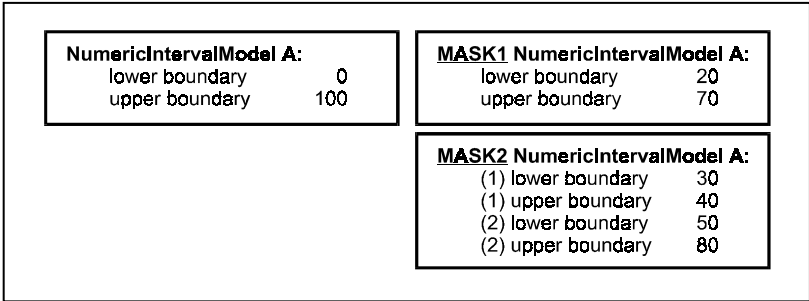 NumericIntervalModel A:
lower boundary 0
upper boundary 100
MASK1 NumericIntervalModel A:
lower boundary 20
upper boundary 70
MASK2 NumericIntervalModel A:
(1) lower boundary 30
(1) upper boundary 40
(2) lower boundary 50
(2) upper boundary 80